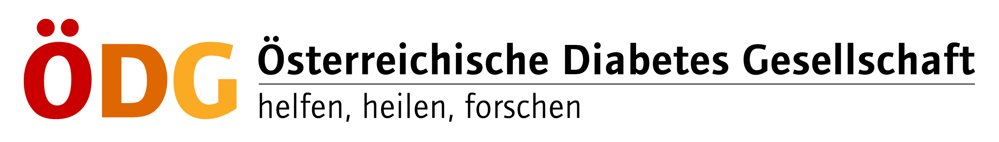 ÖDG
Österreichische Diabetes Gesellschaft
helfen, heilen, forschen